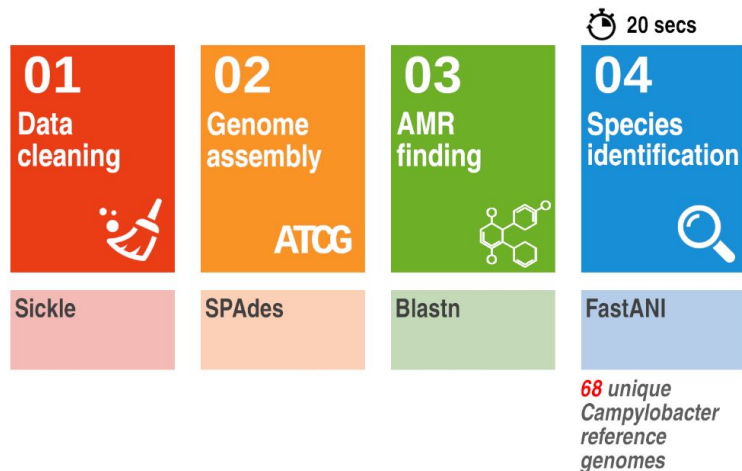 20 secs
01
Data
cleaning
02
Genome
assembly
ATCG
03
AMR
finding
04
Species
identification
Sickle
SPAdes
Blastn
FastANI
68 unique
Campylobacter
reference
genomes